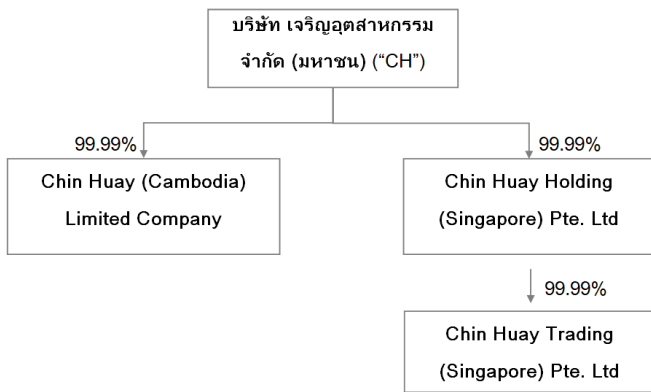 บริษัท เจริญอุตสาหกรรม
จำกัด (มหาชน) (“CH”)
99.99%
99.99%
Chin Huay (Cambodia)
Limited Company
Chin Huay Holding
(Singapore) Pte. Ltd
99.99%
Chin Huay Trading
(Singapore) Pte. Ltd